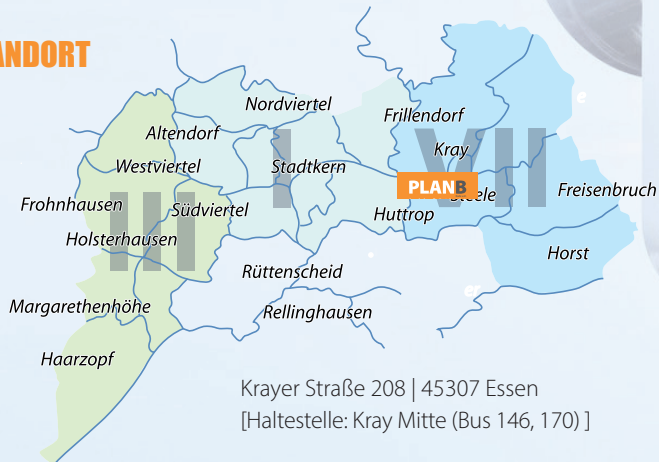 ANDORT
Nordviertel
Frillendorf
Altendorf
I
VII
Kray
Westviertel
Stadtkern
PLANB
Steele
Freisenbruch
Frohnhausen
III
Südviertel
Huttrop
Holsterhausen
Horst
Rüttenscheid
Margarethenhöhe
Rellinghausen
Haarzopf
Krayer Straße 208 | 45307 Essen
[Haltestelle: Kray Mitte (Bus 146, 170) ]